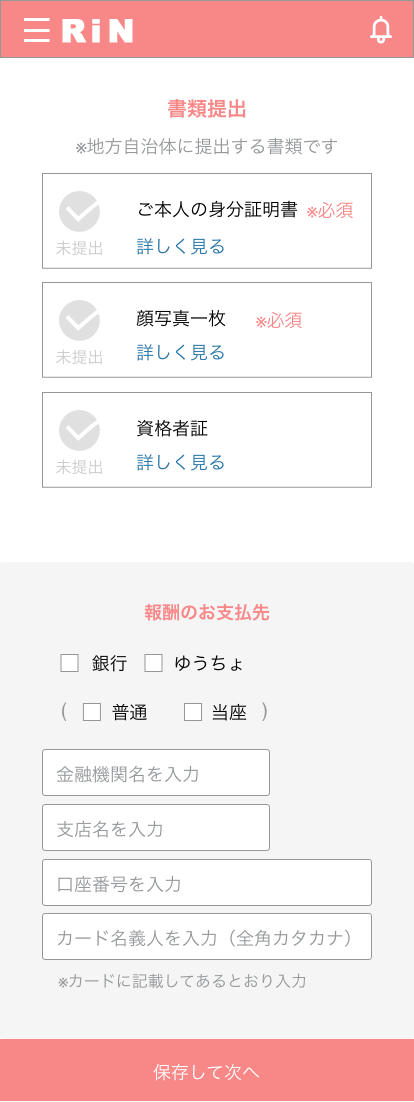 RiN
書類提出
※地方自治体に提出する書類です
ご本人の身分証明書 ※必須
未提出 詳しく見る
顔写真一枚 ※必須
未提出 詳しく見る
資格者証
未提出 詳しく見る
報酬のお支払先
銀行 ゆうちょ
( 普通 当座 )
金融機関名を入力
支店名を入力
口座番号を入力
カード名義人を入力（全角カタカナ）
※カードに記載してあるとおり入力
保存して次へ